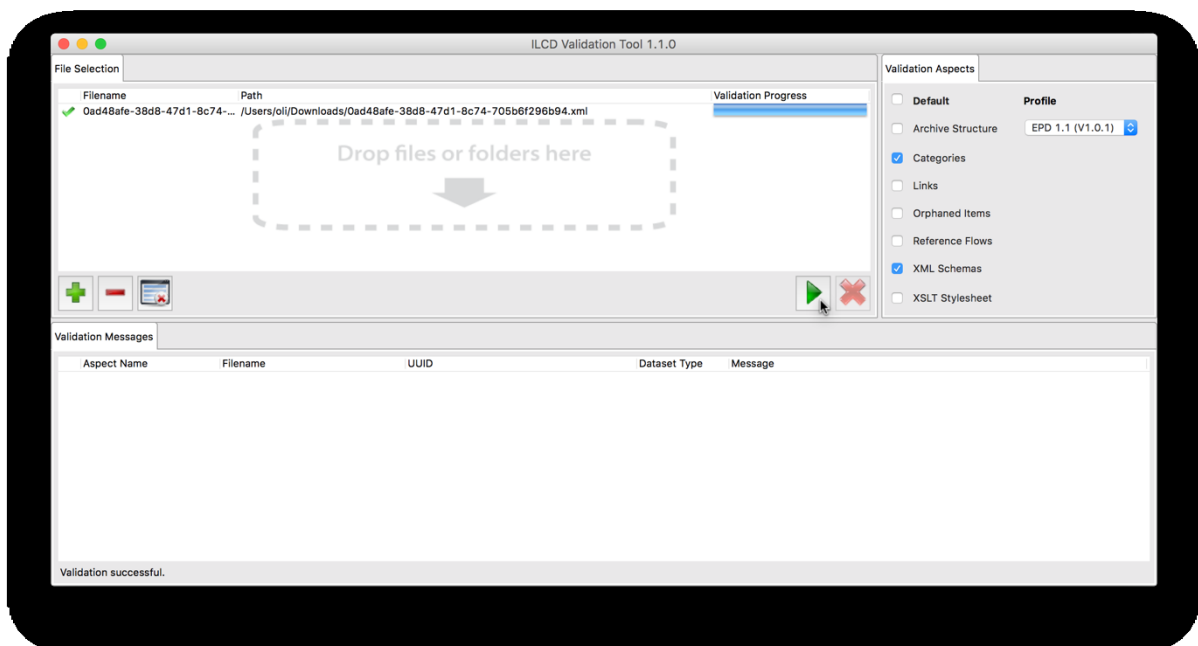 ILCD Validation Tool 1.1.0
File Selection
Filename Path Validation Progress
0ad48afe-38d8-47d1-8c74-... /Users/oli/Downloads/0ad48afe-38d8-47d1-8c74-705b6f296b94.xml
Drop files or folders here
Validation Aspects
Default Profile
Archive Structure EPD 1.1 (V1.0.1)
Categories
Links
Orphaned Items
Reference Flows
XML Schemas
XSLT Stylesheet
Validation Messages
Aspect Name Filename UUID Dataset Type Message
Validation successful.